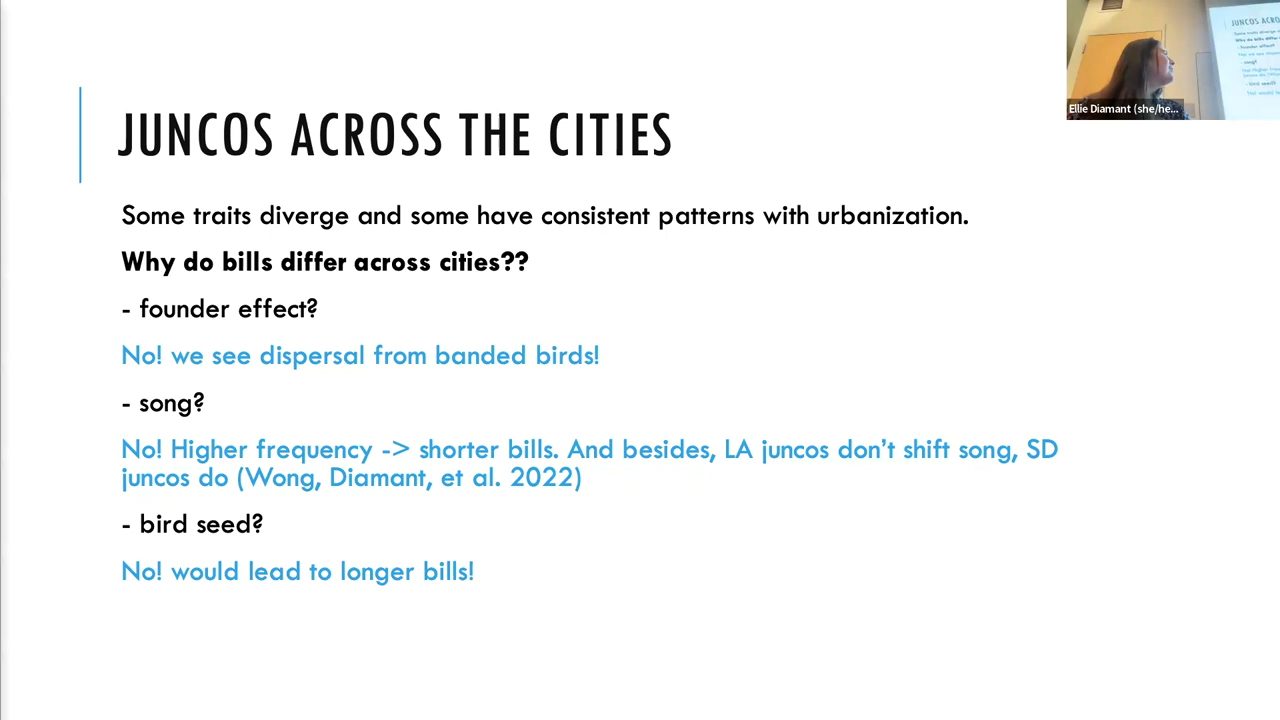 JUNCOS ACROSS THE CITIES
Some traits diverge and some have consistent patterns with urbanization.
Why do bills differ across cities??
- founder effect?
No! we see dispersal from banded birds!
- song?
No! Higher frequency -> shorter bills. And besides, LA juncos don't shift song, SD
juncos do (Wong, Diamant, et al. 2022)
- bird seed?
No! would lead to longer bills!
Ellie Diamant (she/he...
JUNCOS ACRO